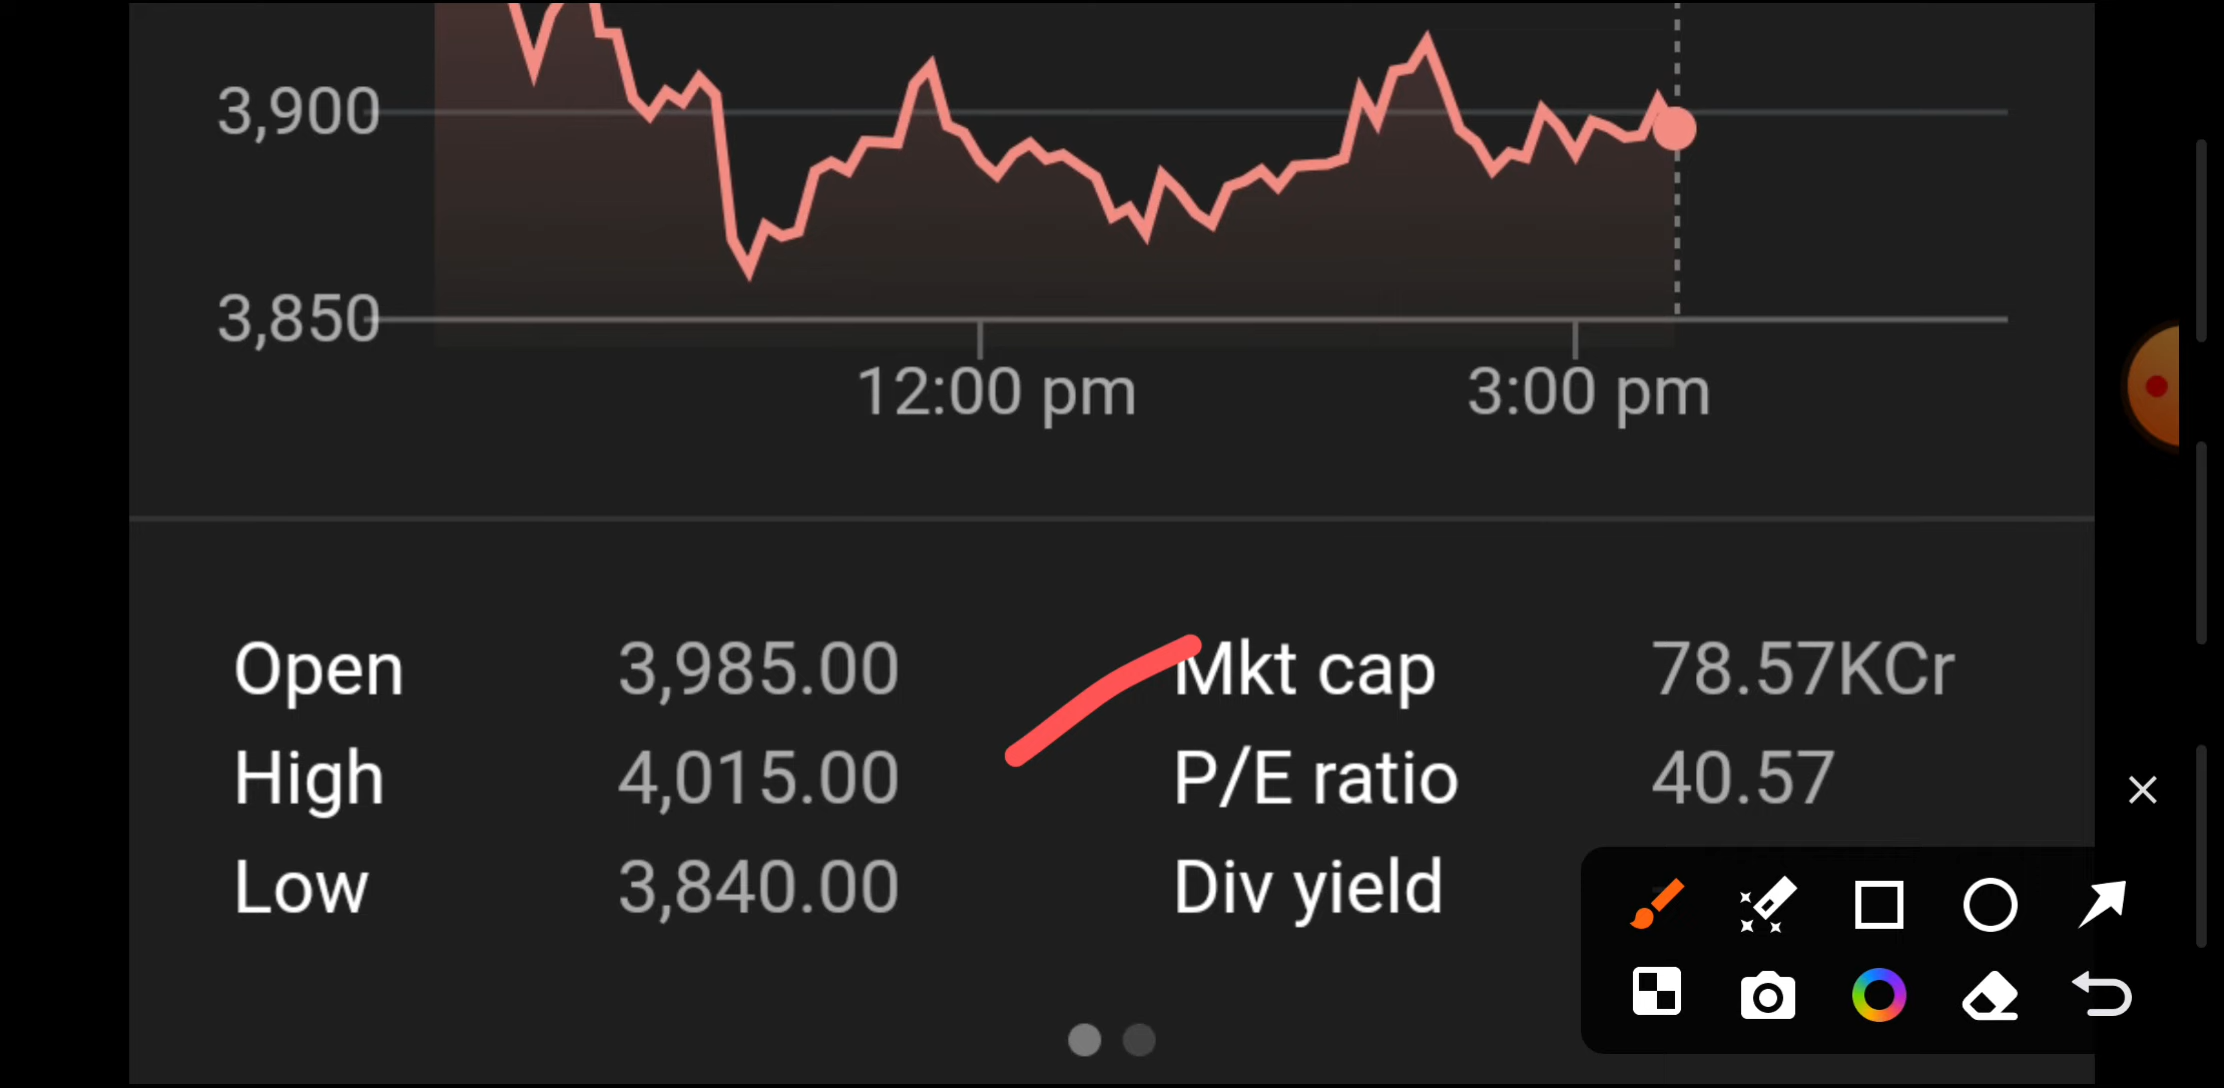 3,900
3,850
12:00 pm 3:00 pm
Open 3,985.00 Mkt cap 78.57KCr
High 4,015.00 P/E ratio 40.57
Low 3,840.00 Div yield